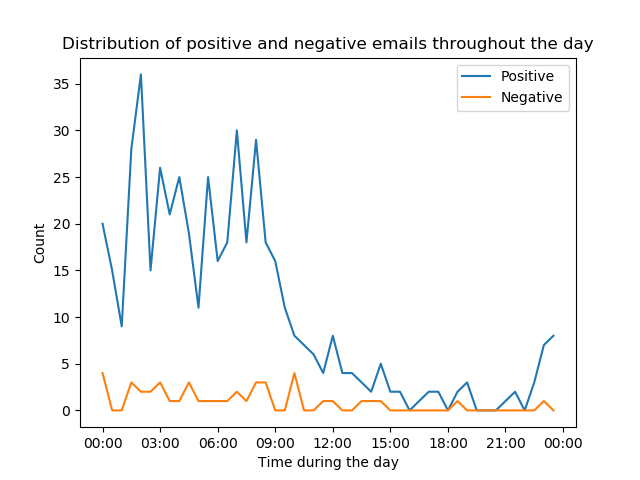 Distribution of positive and negative emails throughout the day
Positive
Negative
35
30
25
20
15
10
5
0
Count
00:00 03:00 06:00 09:00 12:00 15:00 18:00 21:00 00:00
Time during the day